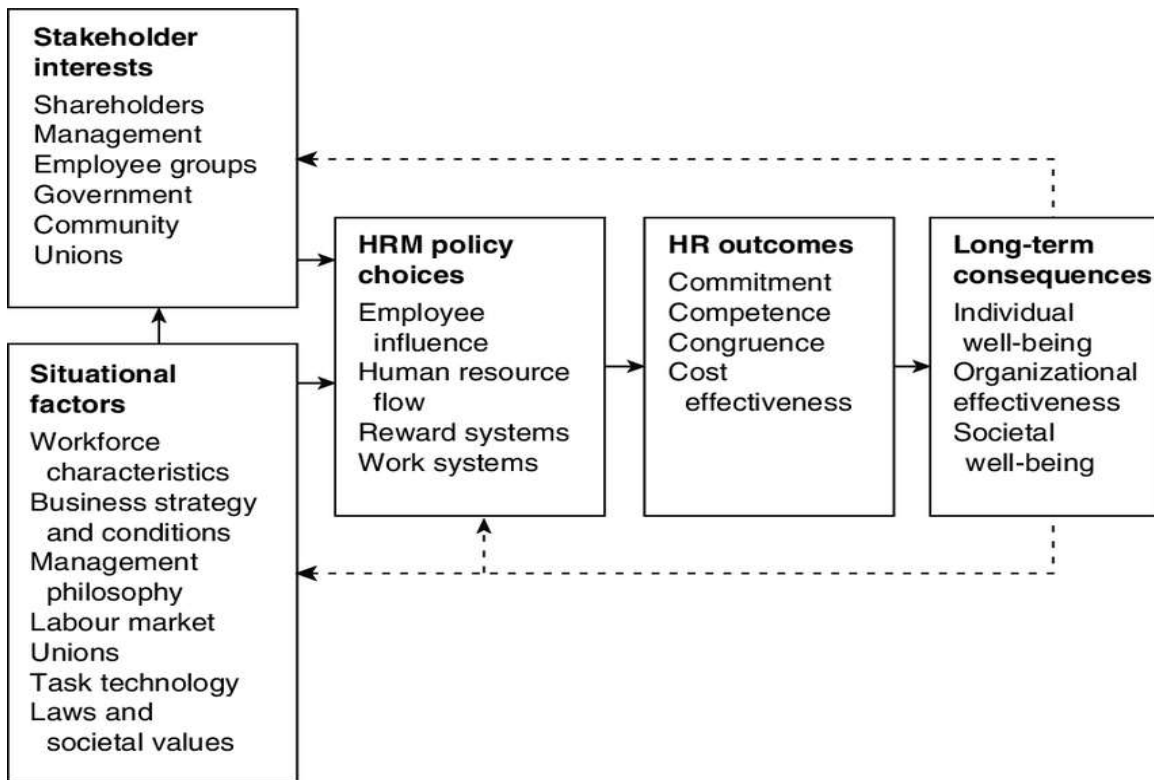 Stakeholder
interests
Shareholders
Management
Employee groups
Government
Community
Unions
Situational
factors
Workforce
characteristics
Business strategy
and conditions
Management
philosophy
Labour market
Unions
Task technology
Laws and
societal values
HRM policy
choices
Employee
influence
Human resource
flow
Reward systems
Work systems
HR outcomes
Commitment
Competence
Congruence
Cost
effectiveness
Long-term
consequences
Individual
well-being
Organizational
effectiveness
Societal
well-being